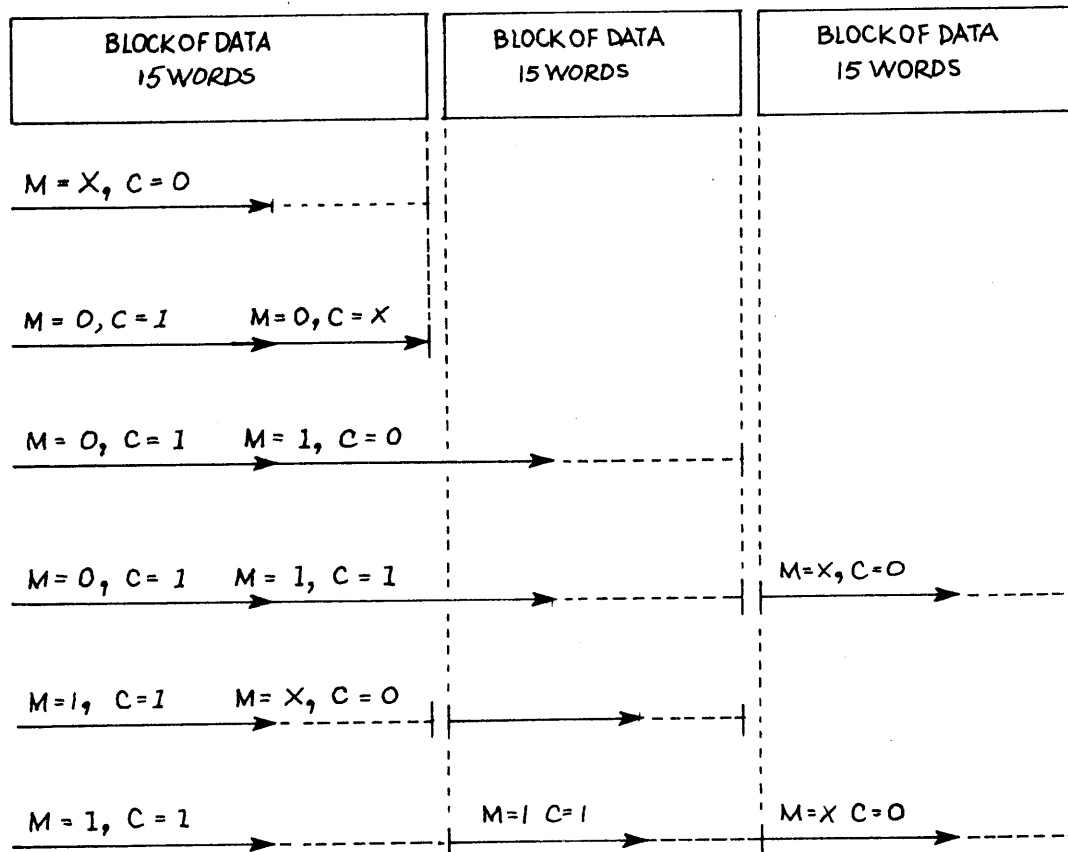 BLOCK OF DATA
15 WORDS
BLOCK OF DATA
15 WORDS
BLOCK OF DATA
15 WORDS
M = X, C = 0
M = 0, C = 1 M = 0, C = X
M = 0, C = 1 M = 1, C = 0
M = 0, C = 1 M = 1, C = 1 M = X, C = 0
M = 1, C = 1 M = X, C = 0
M = 1, C = 1 M = 1 C = 1 M = X C = 0